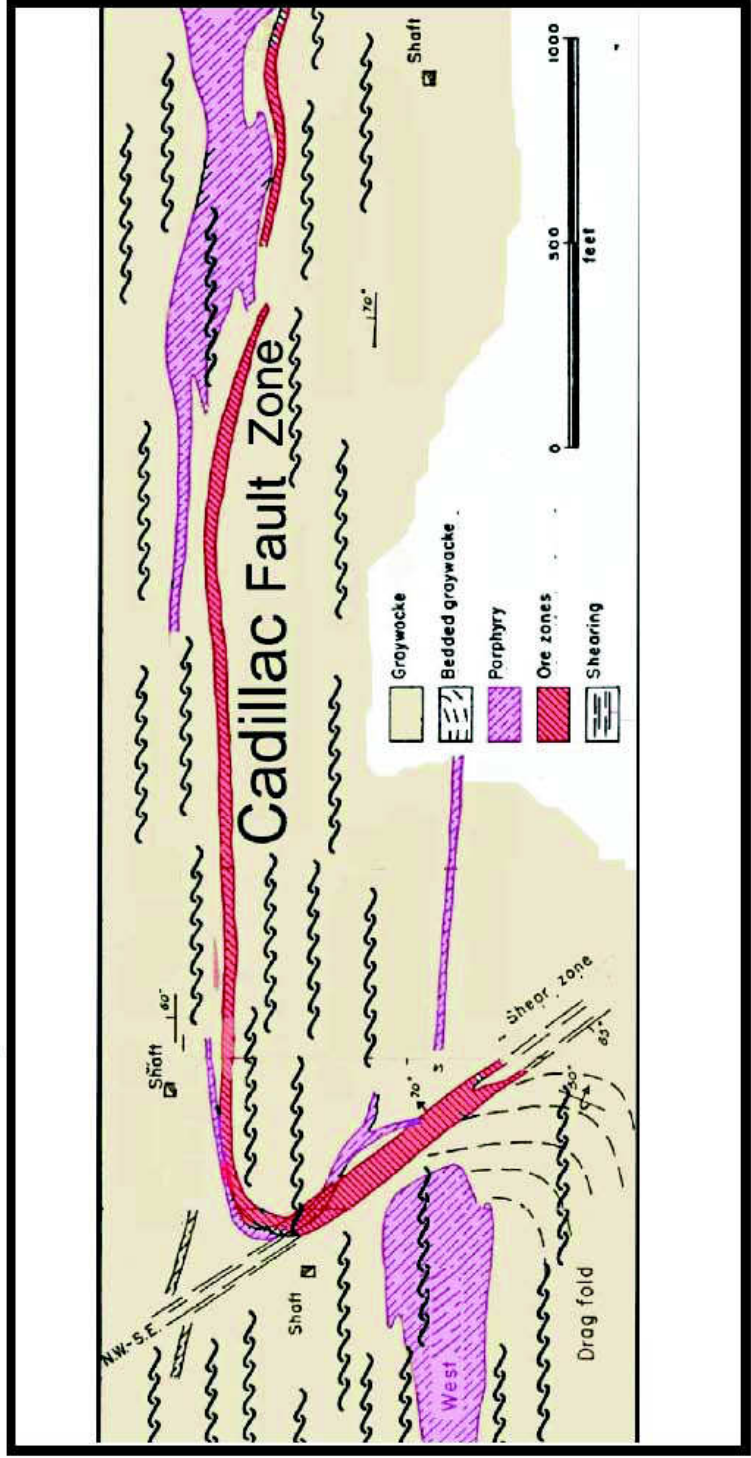 Shaft
1000
500
feet
0
70°
Cadillac Fault Zone
Graywacke
Bedded graywacke
Porphyry
Ore zones
Shearing
60°
Shaft
Shear zone
65°
70°
50°
N.W.-S.E.
Shaft
West
Drag fold